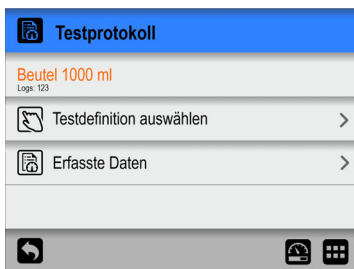 Testprotokoll
Beutel 1000 ml
Logs: 123
Testdefinition auswählen
Erfasste Daten